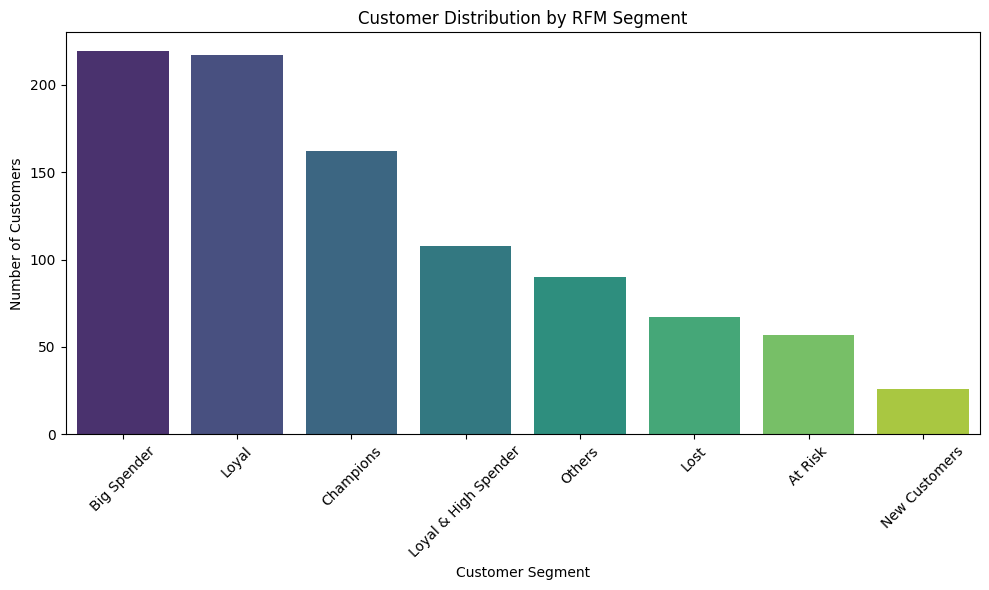 Customer Distribution by RFM Segment
Number of Customers
200
150
100
50
0
Big Spender
Loyal
Champions
Loyal & High Spender
Others
Lost
At Risk
New Customers
Customer Segment